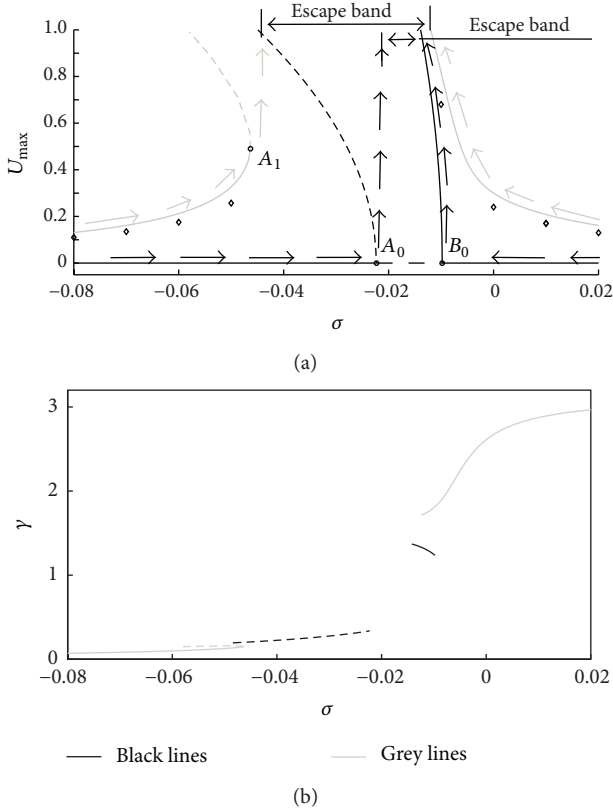 Escape band
Escape band
1.0
0.8
0.6
0.4
0.2
0
U_max
A_1
A_0
B_0
−0.08
−0.06
−0.04
−0.02
0
0.02
σ
(a)
3
2
1
0
γ
−0.08
−0.06
−0.04
−0.02
0
0.02
σ
Black lines
Grey lines
(b)